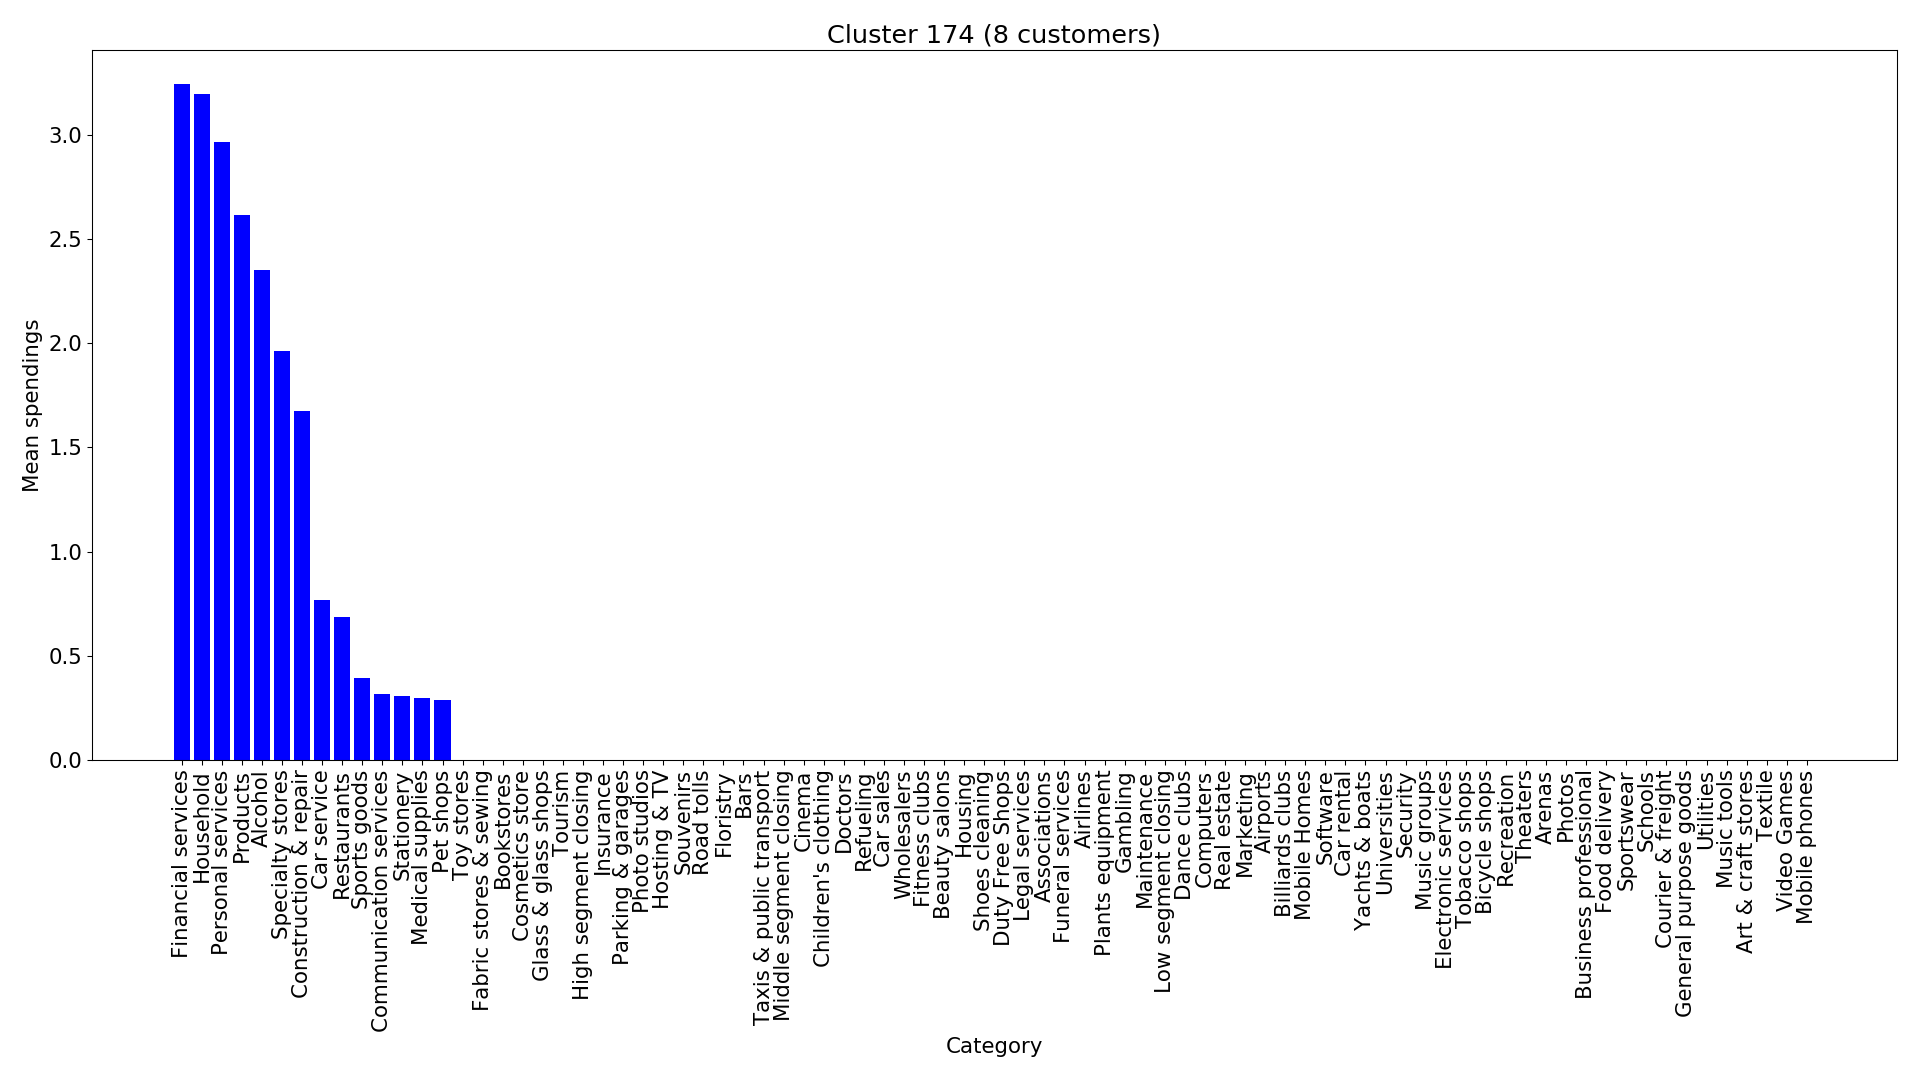 Cluster 174 (8 customers)
Mean spendings
3.0
2.5
2.0
1.5
1.0
0.5
0.0
Financial services
Household
Personal services
Products
Alcohol
Specialty stores
Construction & repair
Car service
Restaurants
Sports goods
Communication services
Stationery
Medical supplies
Pet shops
Toy stores
Fabric stores & sewing
Bookstores
Cosmetics store
Glass & glass shops
Tourism
High segment closing
Insurance
Parking & garages
Photo studios
Hosting & TV
Souvenirs
Road tolls
Floristry
Bars
Taxis & public transport
Middle segment closing
Cinema
Children's clothing
Doctors
Refueling
Car sales
Wholesalers
Fitness clubs
Beauty salons
Housing
Shoes cleaning
Duty Free Shops
Legal services
Associations
Funeral services
Airlines
Plants equipment
Gambling
Maintenance
Low segment closing
Dance clubs
Computers
Real estate
Marketing
Airports
Billiards clubs
Mobile Homes
Software
Car rental
Yachts & boats
Universities
Security
Music groups
Electronic services
Tobacco shops
Bicycle shops
Recreation
Theaters
Arenas
Photos
Business professional
Food delivery
Sportswear
Schools
Courier & freight
General purpose goods
Utilities
Music tools
Art & craft stores
Textile
Video Games
Mobile phones
Category